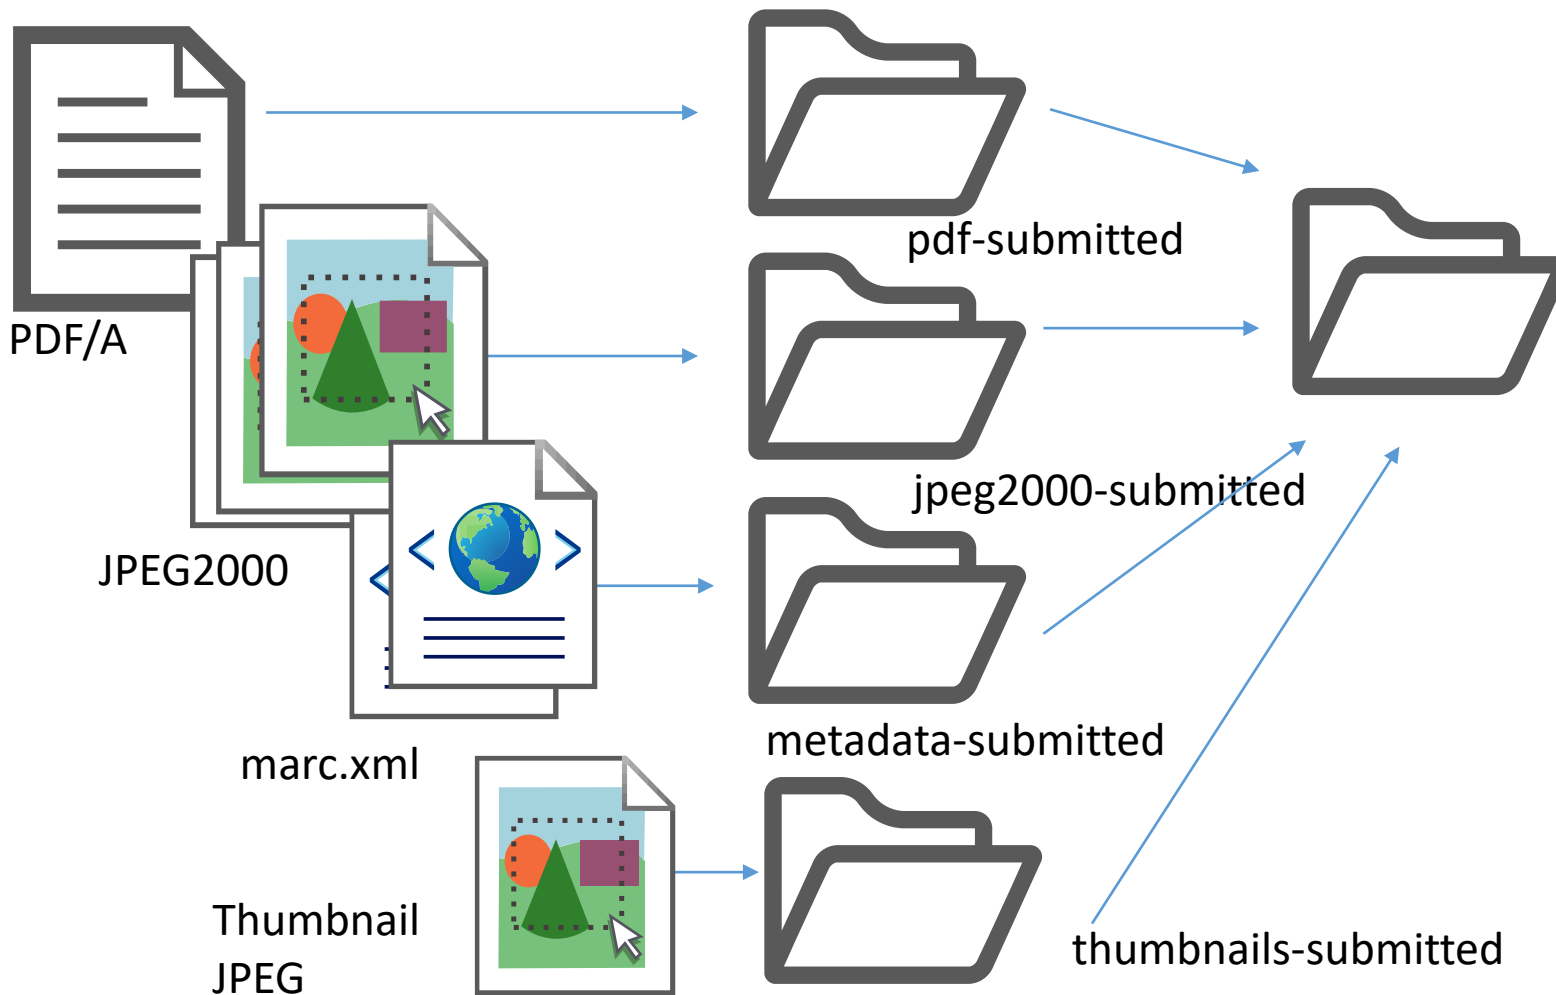 pdf-submitted
PDF/A
jpeg2000-submitted
JPEG2000
metadata-submitted
marc.xml
Thumbnail
JPEG
thumbnails-submitted